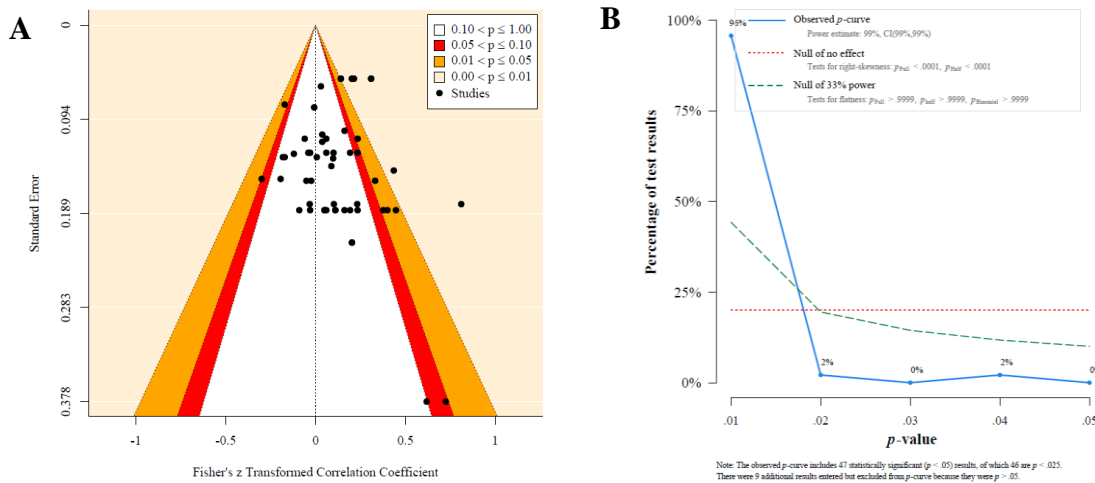 A
0.10 < p ≤ 1.00
0.05 < p ≤ 0.10
0.01 < p ≤ 0.05
0.00 < p ≤ 0.01
Studies
0
0.094
0.189
0.283
0.378
Standard Error
-1
-0.5
0
0.5
1
Fisher's z Transformed Correlation Coefficient
B
100%
75%
50%
25%
0%
Percentage of test results
96%
2%
0%
2%
0%
Observed p-curve
Power estimate: 99%, CI(99%,99%)
Null of no effect
Tests for right-skewness: pFull < .0001, pHalf < .0001
Null of 33% power
Tests for flatness: pFull > .9999, phalf > .9999, pBinomial > .9999
.01
.02
.03
.04
.05
p-value
Note: The observed p-curve includes 47 statistically significant (p < .05) results, of which 46 are p < .025.
There were 9 additional results entered but excluded from p-curve because they were p > .05.